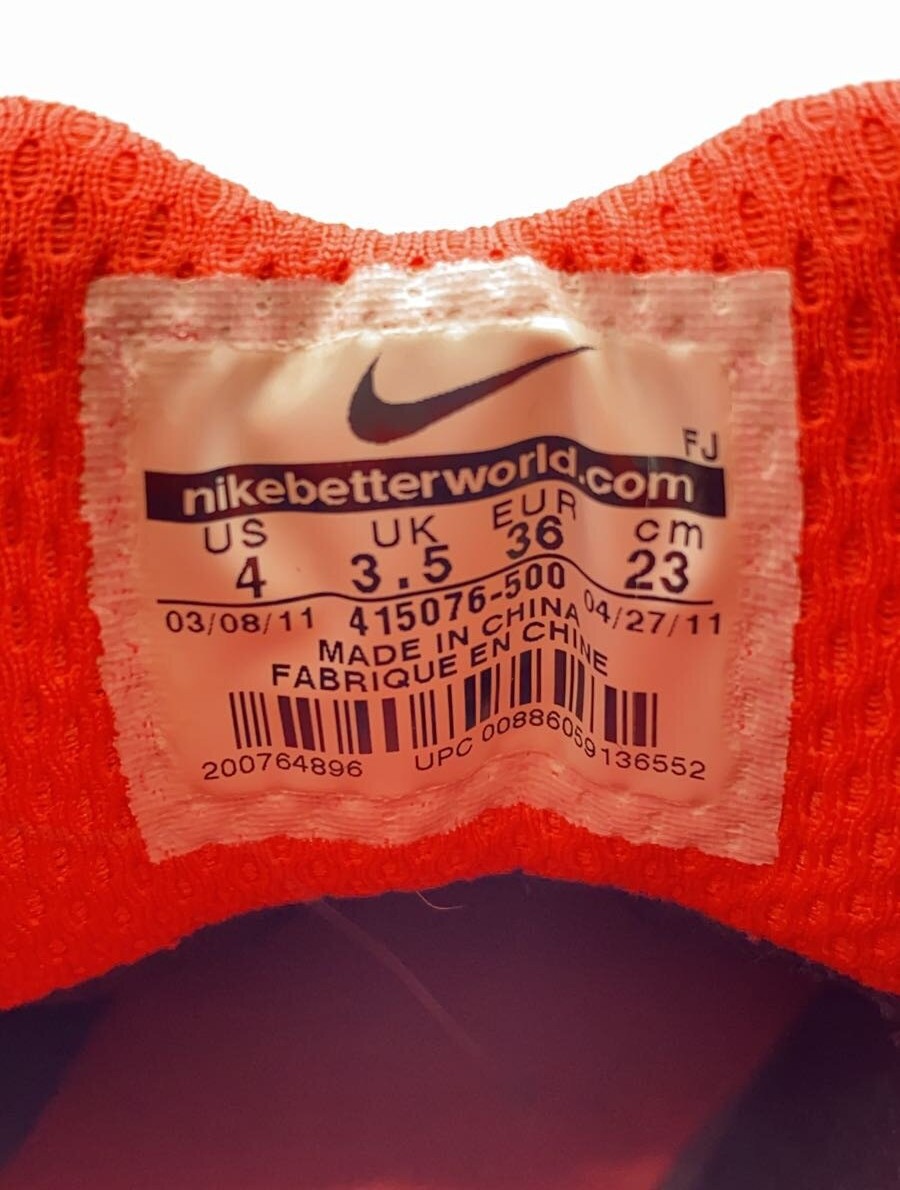 FJ
nikebetterworld.com
US UK EUR cm
4 3.5 36 23
03/08/11 415076-500 04/27/11
MADE IN CHINA
FABRIQUE EN CHINE
200764896 UPC 00886059136552